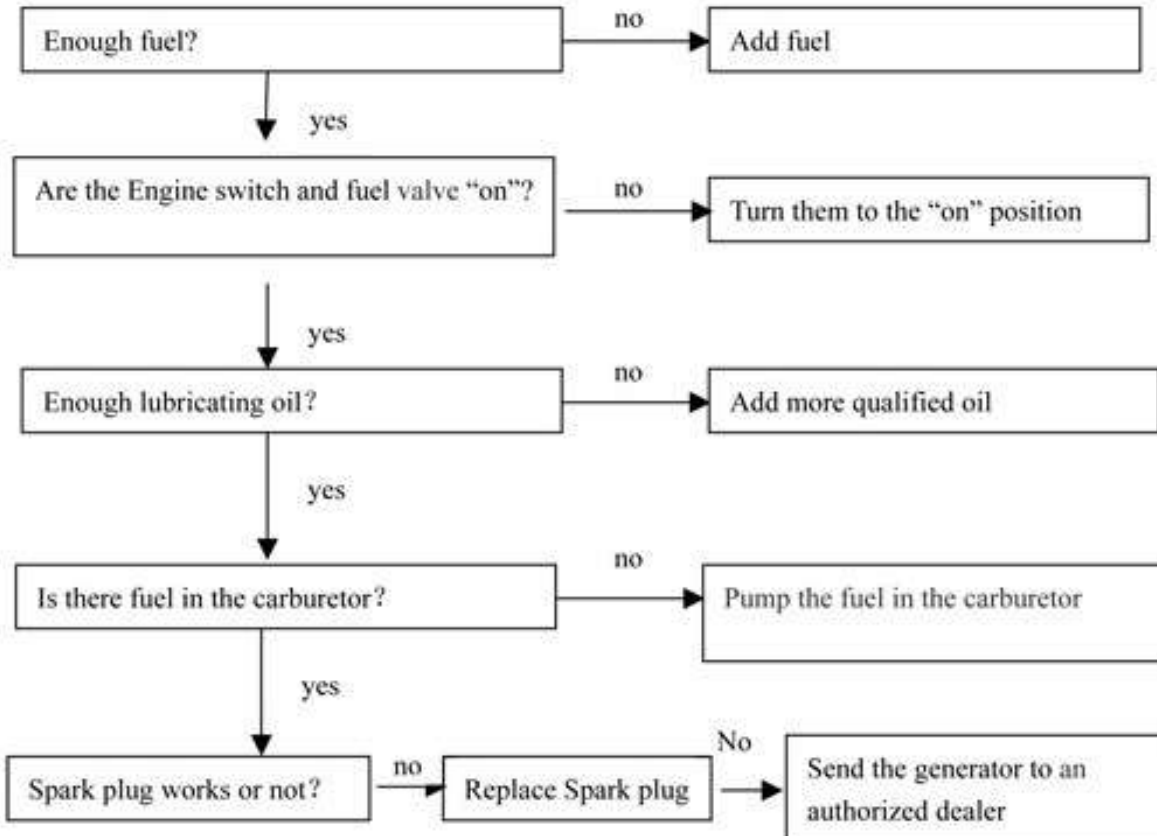 Enough fuel?
no
Add fuel
yes
Are the Engine switch and fuel valve “on”?
no
Turn them to the “on” position
yes
Enough lubricating oil?
no
Add more qualified oil
yes
Is there fuel in the carburetor?
no
Pump the fuel in the carburetor
yes
Spark plug works or not?
no
Replace Spark plug
No
Send the generator to an
authorized dealer